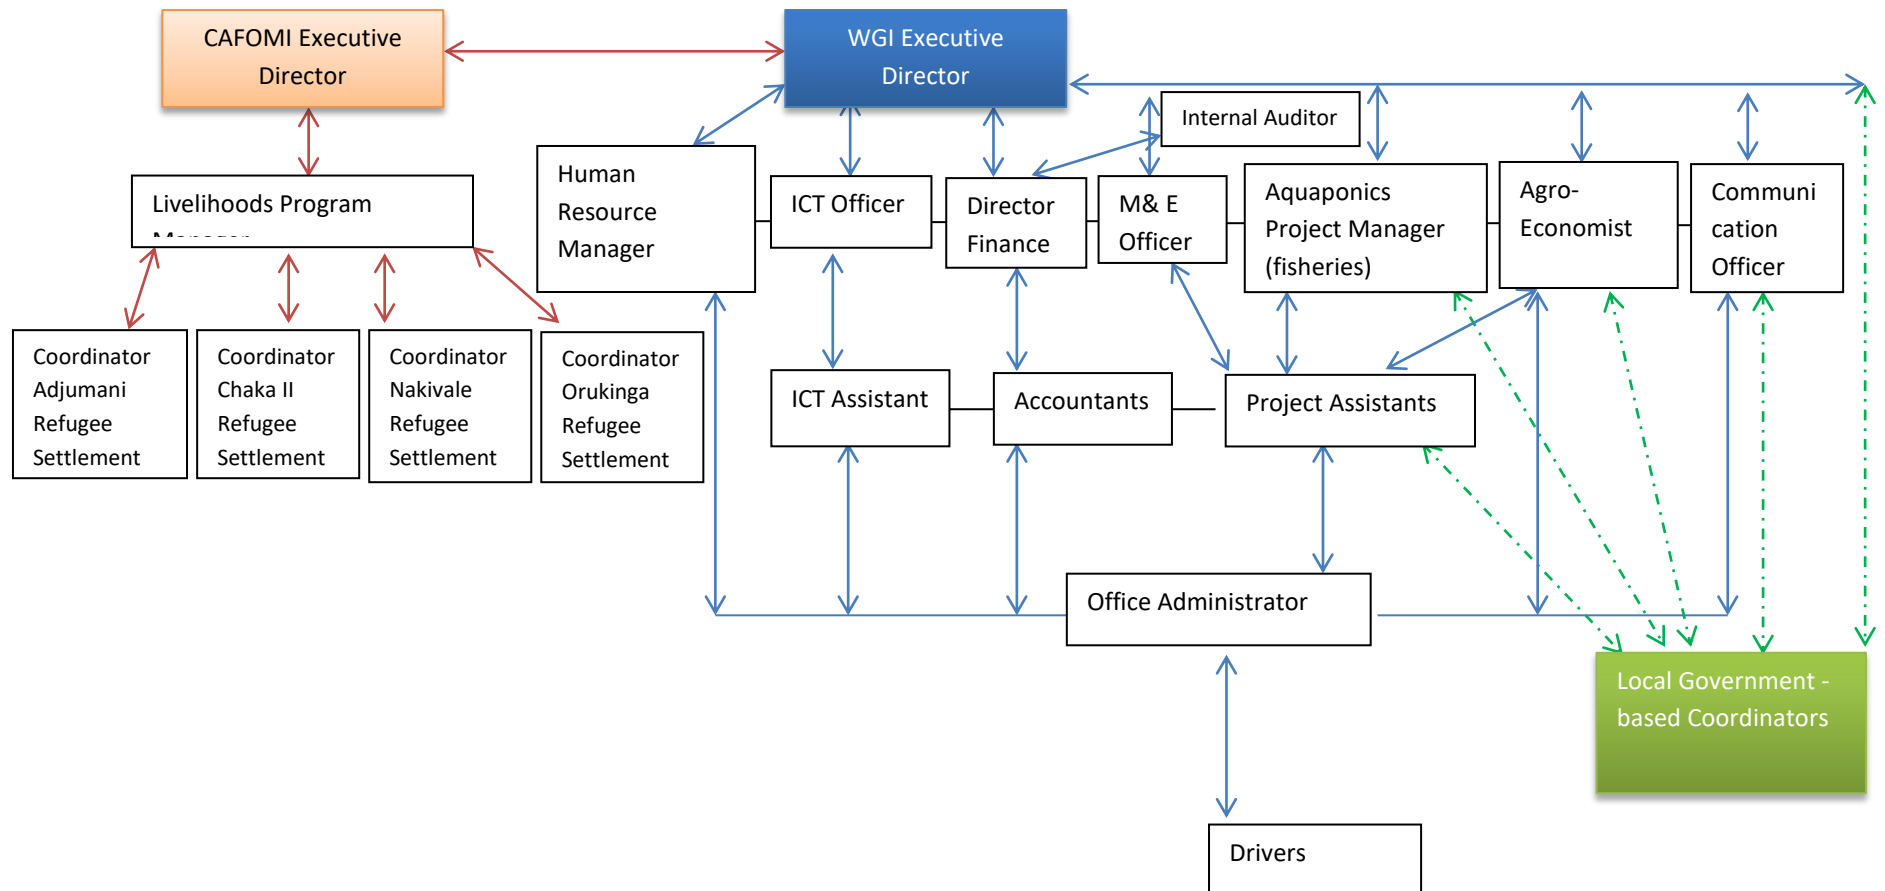 CAFOMI Executive
Director
WGI Executive
Director
Internal Auditor
Livelihoods Program
Human
Resource
Manager
ICT Officer
Director
Finance
M& E
Officer
Aquaponics
Project Manager
(fisheries)
Agro-
Economist
Communi
cation
Officer
Coordinator
Adjumani
Refugee
Settlement
Coordinator
Chaka II
Refugee
Settlement
Coordinator
Nakivale
Refugee
Settlement
Coordinator
Orukinga
Refugee
Settlement
ICT Assistant
Accountants
Project Assistants
Office Administrator
Local Government -
based Coordinators
Drivers